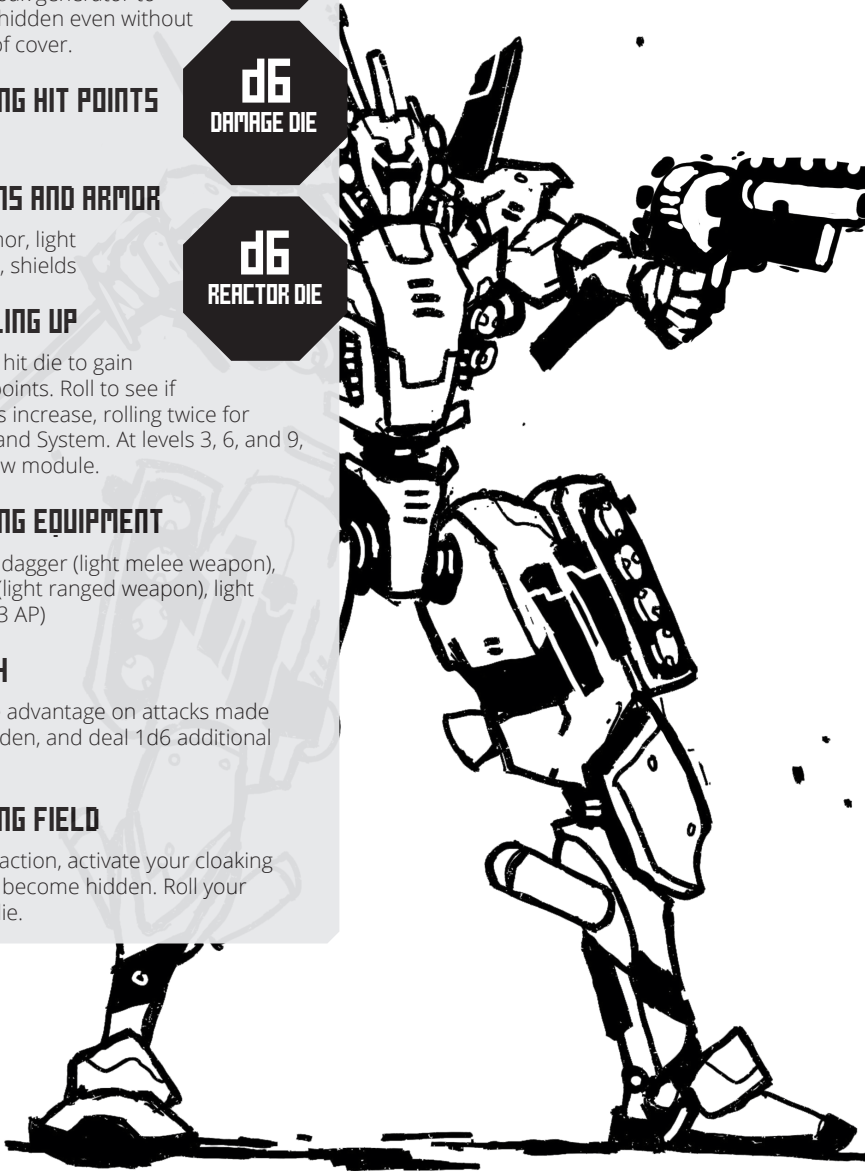 hidden even without
of cover.
d6
DAMAGE DIE
NG HIT POINTS
NS AND ARMOR
mor, light
, shields
d6
REACTOR DIE
LING UP
hit die to gain
points. Roll to see if
s increase, rolling twice for
and System. At levels 3, 6, and 9,
w module.
NG EQUIPMENT
dagger (light melee weapon),
(light ranged weapon), light
3 AP)
H
advantage on attacks made
den, and deal 1d6 additional
NG FIELD
action, activate your cloaking
become hidden. Roll your
die.